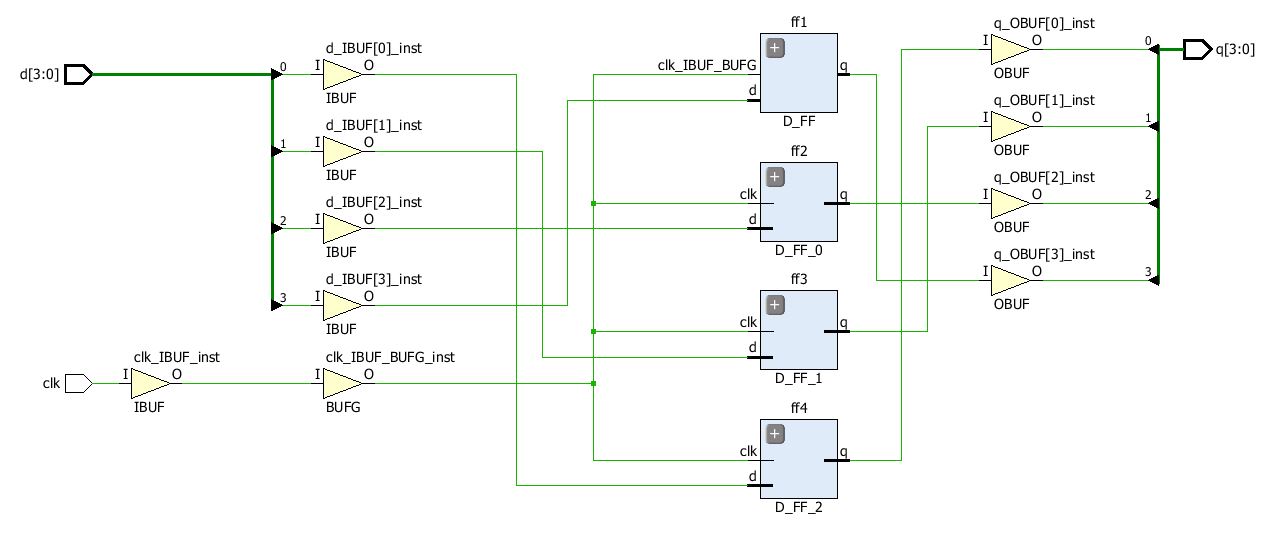 d[3:0]
0
d_IBUF[0]_inst
I
O
IBUF
1
d_IBUF[1]_inst
I
O
IBUF
2
d_IBUF[2]_inst
I
O
IBUF
3
d_IBUF[3]_inst
I
O
IBUF
clk
clk_IBUF_inst
I
O
IBUF
clk_IBUF_BUFG_inst
I
O
BUFG
ff1
+
clk_IBUF_BUFG
d
q
D_FF
ff2
+
clk
d
q
D_FF_0
ff3
+
clk
d
q
D_FF_1
ff4
+
clk
d
q
D_FF_2
q_OBUF[0]_inst
I
O
OBUF
0
q_OBUF[1]_inst
I
O
OBUF
1
q_OBUF[2]_inst
I
O
OBUF
2
q_OBUF[3]_inst
I
O
OBUF
3
q[3:0]